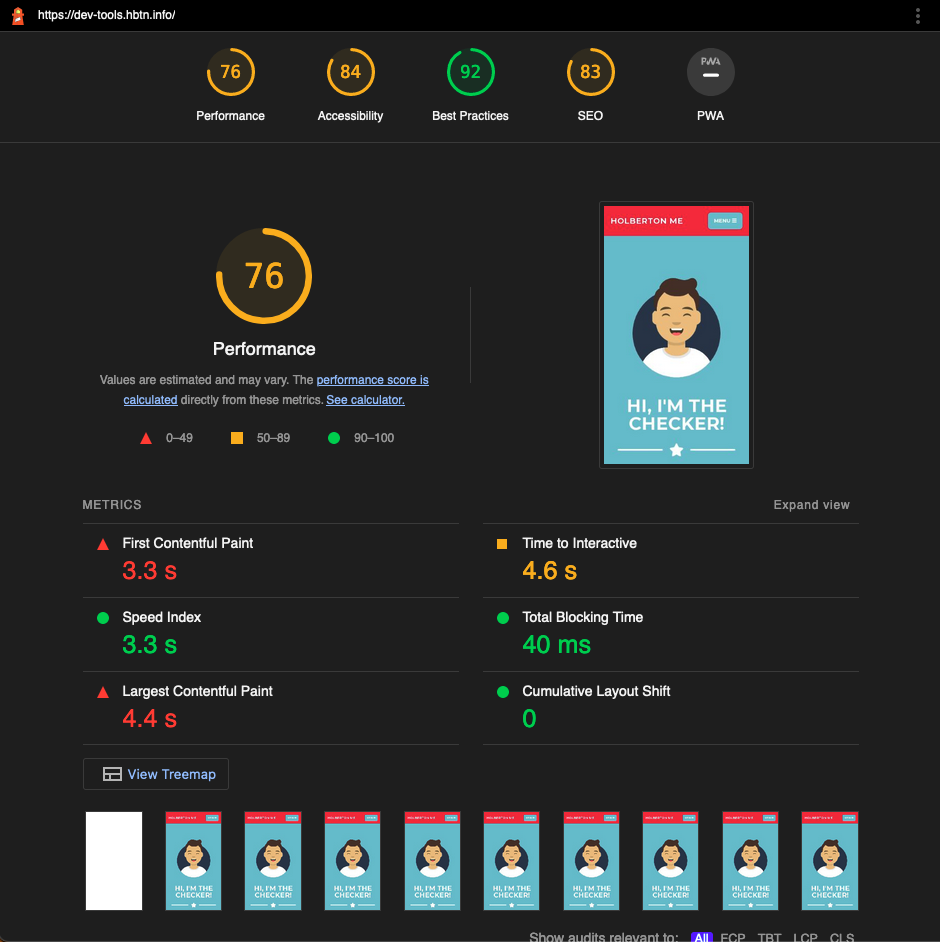 https://dev-tools.hbtn.info/
76 84 92 83 PWA
Performance Accessibility Best Practices SEO PWA
76
Performance
Values are estimated and may vary. The performance score is
calculated directly from these metrics. See calculator.
0–49 50–89 90–100
HOLBERTON ME MENU
HI, I'M THE
CHECKER!
METRICS Expand view
First Contentful Paint
3.3 s
Time to Interactive
4.6 s
Speed Index
3.3 s
Total Blocking Time
40 ms
Largest Contentful Paint
4.4 s
Cumulative Layout Shift
0
View Treemap
HI, I'M THE
CHECKER!
HI, I'M THE
CHECKER!
HI, I'M THE
CHECKER!
HI, I'M THE
CHECKER!
HI, I'M THE
CHECKER!
HI, I'M THE
CHECKER!
HI, I'M THE
CHECKER!
HI, I'M THE
CHECKER!
HI, I'M THE
CHECKER!
Show audits relevant to: All FCP TBT LCP CLS